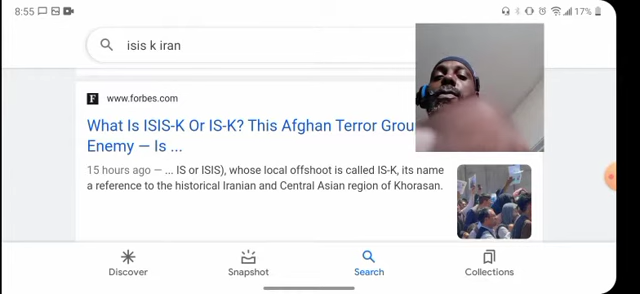 8:55 17%
isis k iran
F www.forbes.com
What Is ISIS-K Or IS-K? This Afghan Terror Grou
Enemy — Is ...
15 hours ago — ... IS or ISIS), whose local offshoot is called IS-K, its name
a reference to the historical Iranian and Central Asian region of Khorasan.
Discover Snapshot Search Collections